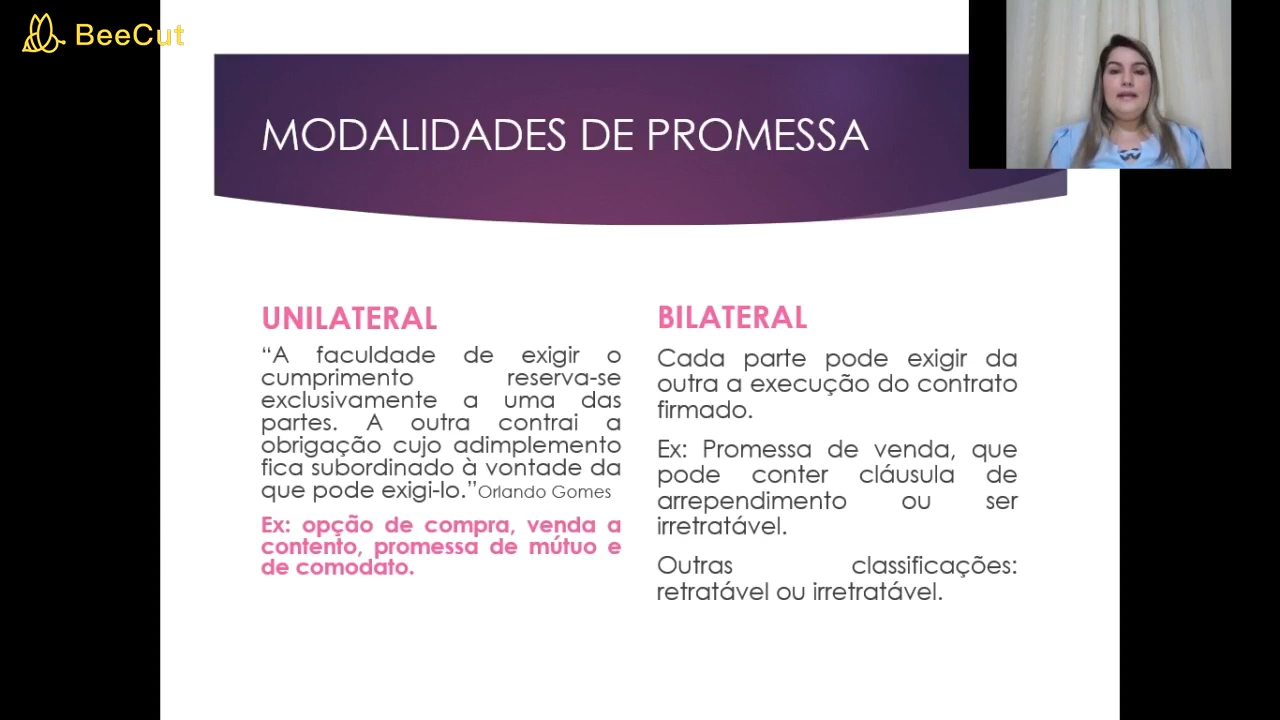 BeeCut
MODALIDADES DE PROMESSA
UNILATERAL
“A faculdade de exigir o
cumprimento reserva-se
exclusivamente a uma das
partes. A outra contrai a
obrigação cujo adimplemento
fica subordinado à vontade da
que pode exigi-lo.”Orlando Gomes
Ex: opção de compra, venda a
contento, promessa de mútuo e
de comodato.
BILATERAL
Cada parte pode exigir da
outra a execução do contrato
firmado.
Ex: Promessa de venda, que
pode conter cláusula de
arrependimento ou ser
irretratável.
Outras classificações:
retratável ou irretratável.